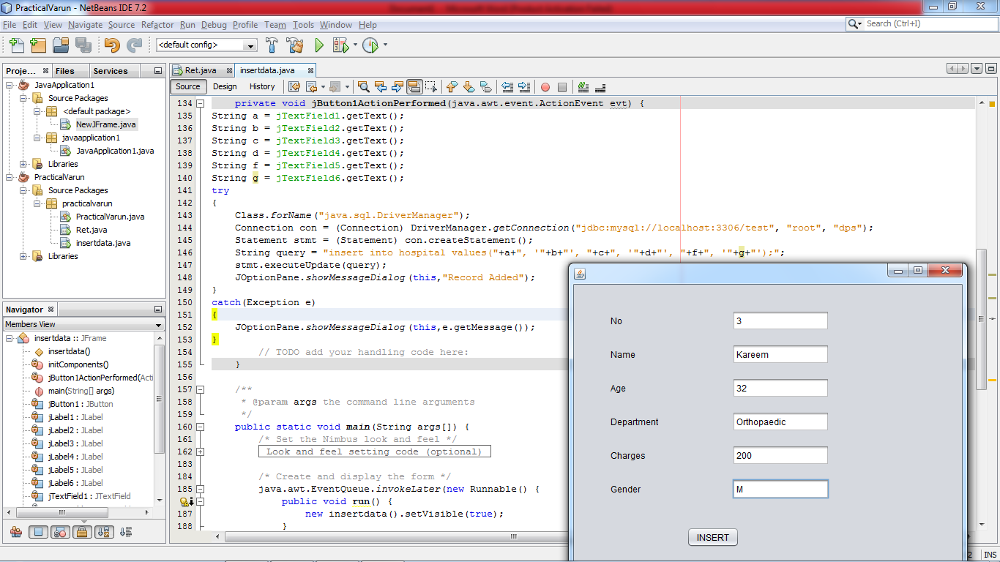 PracticalVarun - NetBeans IDE 7.2
File Edit View Navigate Source Refactor Run Debug Profile Team Tools Window Help
Search (Ctrl+I)
<default config>
Proje... Files Services
JavaApplication1
Source Packages
<default package>
NewJFrame.java
javaapplication1
JavaApplication1.java
Libraries
PracticalVarun
Source Packages
practicalvarun
PracticalVarun.java
Ret.java
insertdata.java
Libraries
Navigator
Members View
insertdata :: JFrame
insertdata()
initComponents()
jButton1ActionPerformed(Acti
main(String[] args)
jButton1 : JButton
jLabel1 : JLabel
jLabel2 : JLabel
jLabel3 : JLabel
jLabel4 : JLabel
jLabel5 : JLabel
jLabel6 : JLabel
jTextField1 : JTextField
Ret.java insertdata.java
Source Design History
134 private void jButton1ActionPerformed(java.awt.event.ActionEvent evt) {
135 String a = jTextField1.getText();
136 String b = jTextField2.getText();
137 String c = jTextField3.getText();
138 String d = jTextField4.getText();
139 String f = jTextField5.getText();
140 String g = jTextField6.getText();
141 try
142 {
143 Class.forName("java.sql.DriverManager");
144 Connection con = (Connection) DriverManager.getConnection("jdbc:mysql://localhost:3306/test", "root", "dps");
145 Statement stmt = (Statement) con.createStatement();
146 String query = "insert into hospital values("+a+", '"+b+"', "+c+", '"+d+"', "+f+", '"+g+"');";
147 stmt.executeUpdate(query);
148 JOptionPane.showMessageDialog(this,"Record Added");
149 }
150 catch(Exception e)
151 {
152 JOptionPane.showMessageDialog(this,e.getMessage());
153 }
154 // TODO add your handling code here:
155 }
156
157 /**
158 * @param args the command line arguments
159 */
160 public static void main(String args[]) {
161 /* Set the Nimbus look and feel */
162 Look and feel setting code (optional)
183
184 /* Create and display the form */
185 java.awt.EventQueue.invokeLater(new Runnable() {
public void run() {
187 new insertdata().setVisible(true);
188 }
No 3
Name Kareem
Age 32
Department Orthopaedic
Charges 200
Gender M
INSERT
INS